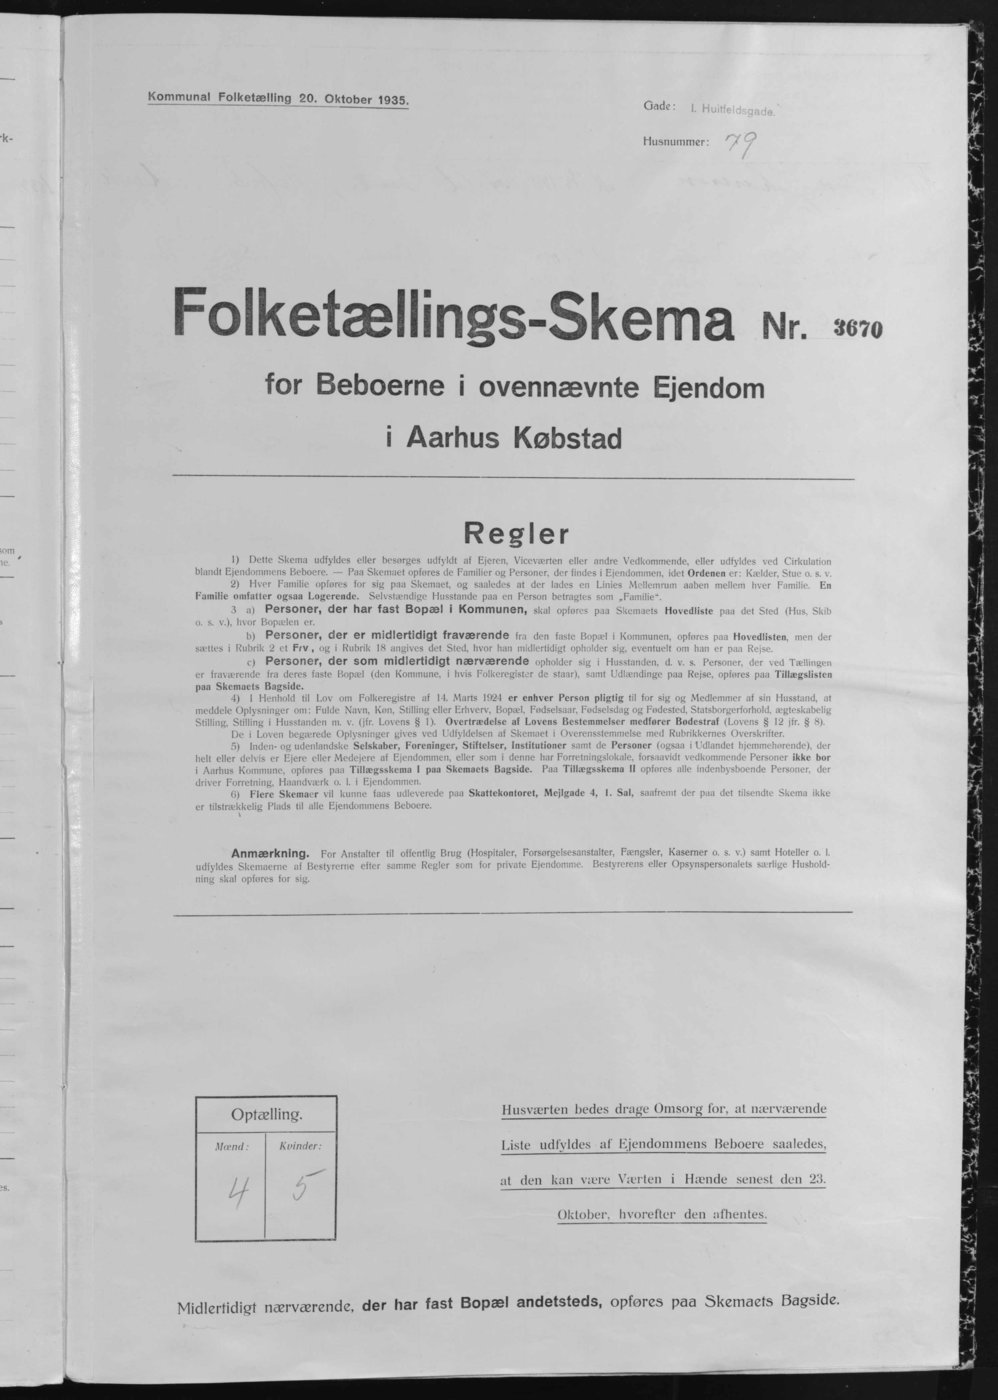 Kommunal Folketælling 20. Oktober 1935.
Gade: I. Huitfeldsgade.
Husnummer: 79
Folketællings-Skema Nr. 3670
for Beboerne i ovennævnte Ejendom
i Aarhus Købstad
Regler
1) Dette Skema udfyldes eller besørges udfyldt af Ejeren, Viceværten eller andre Vedkommende, eller udfyldes ved Cirkulation
blandt Ejendommens Beboere. — Paa Skemaet opføres de Familier og Personer, der findes i Ejendommen, idet Ordenen er: Kælder, Stue o. s. v.
2) Hver Familie opføres for sig paa Skemaet, og saaledes at der lades en Linies Mellemrum aaben mellem hver Familie. En
Familie omfatter ogsaa Logerende. Selvstændige Husstande paa en Person betragtes som „Familie“.
3 a) Personer, der har fast Bopæl i Kommunen, skal opføres paa Skemaets Hovedliste paa det Sted (Hus, Skib
o. s. v.), hvor Bopælen er.
b) Personer, der er midlertidigt fraværende fra den faste Bopæl i Kommunen, opføres paa Hovedlisten, men der
sættes i Rubrik 2 et Frv., og i Rubrik 18 angives det Sted, hvor han midlertidigt opholder sig, eventuelt om han er paa Rejse.
c) Personer, der som midlertidigt nærværende opholder sig i Husstanden, d. v. s. Personer, der ved Tællingen
er fraværende fra deres faste Bopæl (den Kommune, i hvis Folkeregister de staar), samt Udlændinge paa Rejse, opføres paa Tillægslisten
paa Skemaets Bagside.
4) I Henhold til Lov om Folkeregistre af 14. Marts 1924 er enhver Person pligtig til for sig og Medlemmer af sin Husstand, at
meddele Oplysninger om: Fulde Navn, Køn, Stilling eller Erhverv, Bopæl, Fødselsaar, Fødselsdag og Fødested, Statsborgerforhold, ægteskabelig
Stilling, Stilling i Husstanden m. v. (jfr. Lovens § 1). Overtrædelse af Lovens Bestemmelser medfører Bødestraf (Lovens § 12 jfr. § 8).
De i Loven begærede Oplysninger gives ved Udfyldelsen af Skemaet i Overensstemmelse med Rubrikkernes Overskrifter.
5) Inden- og udenlandske Selskaber, Foreninger, Stiftelser, Institutioner samt de Personer (ogsaa i Udlandet hjemmehørende), der
helt eller delvis er Ejere eller Medejere af Ejendommen, eller som i denne har Forretningslokale, forsaavidt vedkommende Personer ikke bor
i Aarhus Kommune, opføres paa Tillægsskema I paa Skemaets Bagside. Paa Tillægsskema II opføres alle indenbysboende Personer, der
driver Forretning, Haandværk o. l. i Ejendommen.
6) Flere Skemaer vil kunne faas udleverede paa Skattekontoret, Mejlgade 4, 1. Sal, saafremt der paa det tilsendte Skema ikke
er tilstrækkelig Plads til alle Ejendommens Beboere.
Anmærkning. For Anstalter til offentlig Brug (Hospitaler, Forsørgelsesanstalter, Fængsler, Kaserner o. s. v.) samt Hoteller o. l.
udfyldes Skemaerne af Bestyrerne efter samme Regler som for private Ejendomme. Bestyrerens eller Opsynspersonalets særlige Hushold-
ning skal opføres for sig.
Optælling.
Mænd: Kvinder:
4 5
Husværten bedes drage Omsorg for, at nærværende
Liste udfyldes af Ejendommens Beboere saaledes,
at den kan være Værten i Hænde senest den 23.
Oktober, hvorefter den afhentes.
Midlertidigt nærværende, der har fast Bopæl andetsteds, opføres paa Skemaets Bagside.